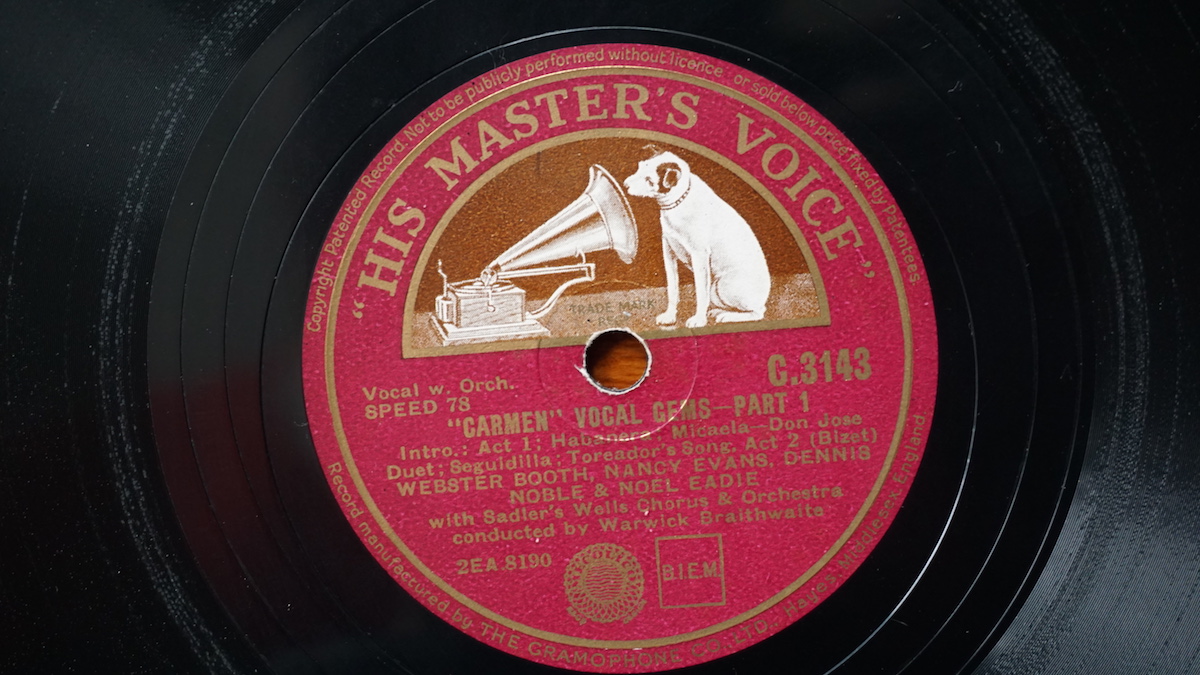 Copyright Patented Record. Not to be publicly performed without licence or sold below price fixed by Patentees.
"HIS MASTER'S VOICE"
TRADE MARK
C.3143
Vocal w. Orch.
SPEED 78
"CARMEN" VOCAL GEMS—PART 1
Intro.: Act 1; Habanera; Micaela—Don Jose
Duet; Seguidilla; Toreador's Song, Act 2 (Bizet)
WEBSTER BOOTH, NANCY EVANS, DENNIS
NOBLE & NOEL EADIE
with Sadler's Wells Chorus & Orchestra
conducted by Warwick Braithwaite
2EA.8190
B.I.E.M.
Record manufactured by THE GRAMOPHONE CO. LTD., Hayes, Middlesex, England